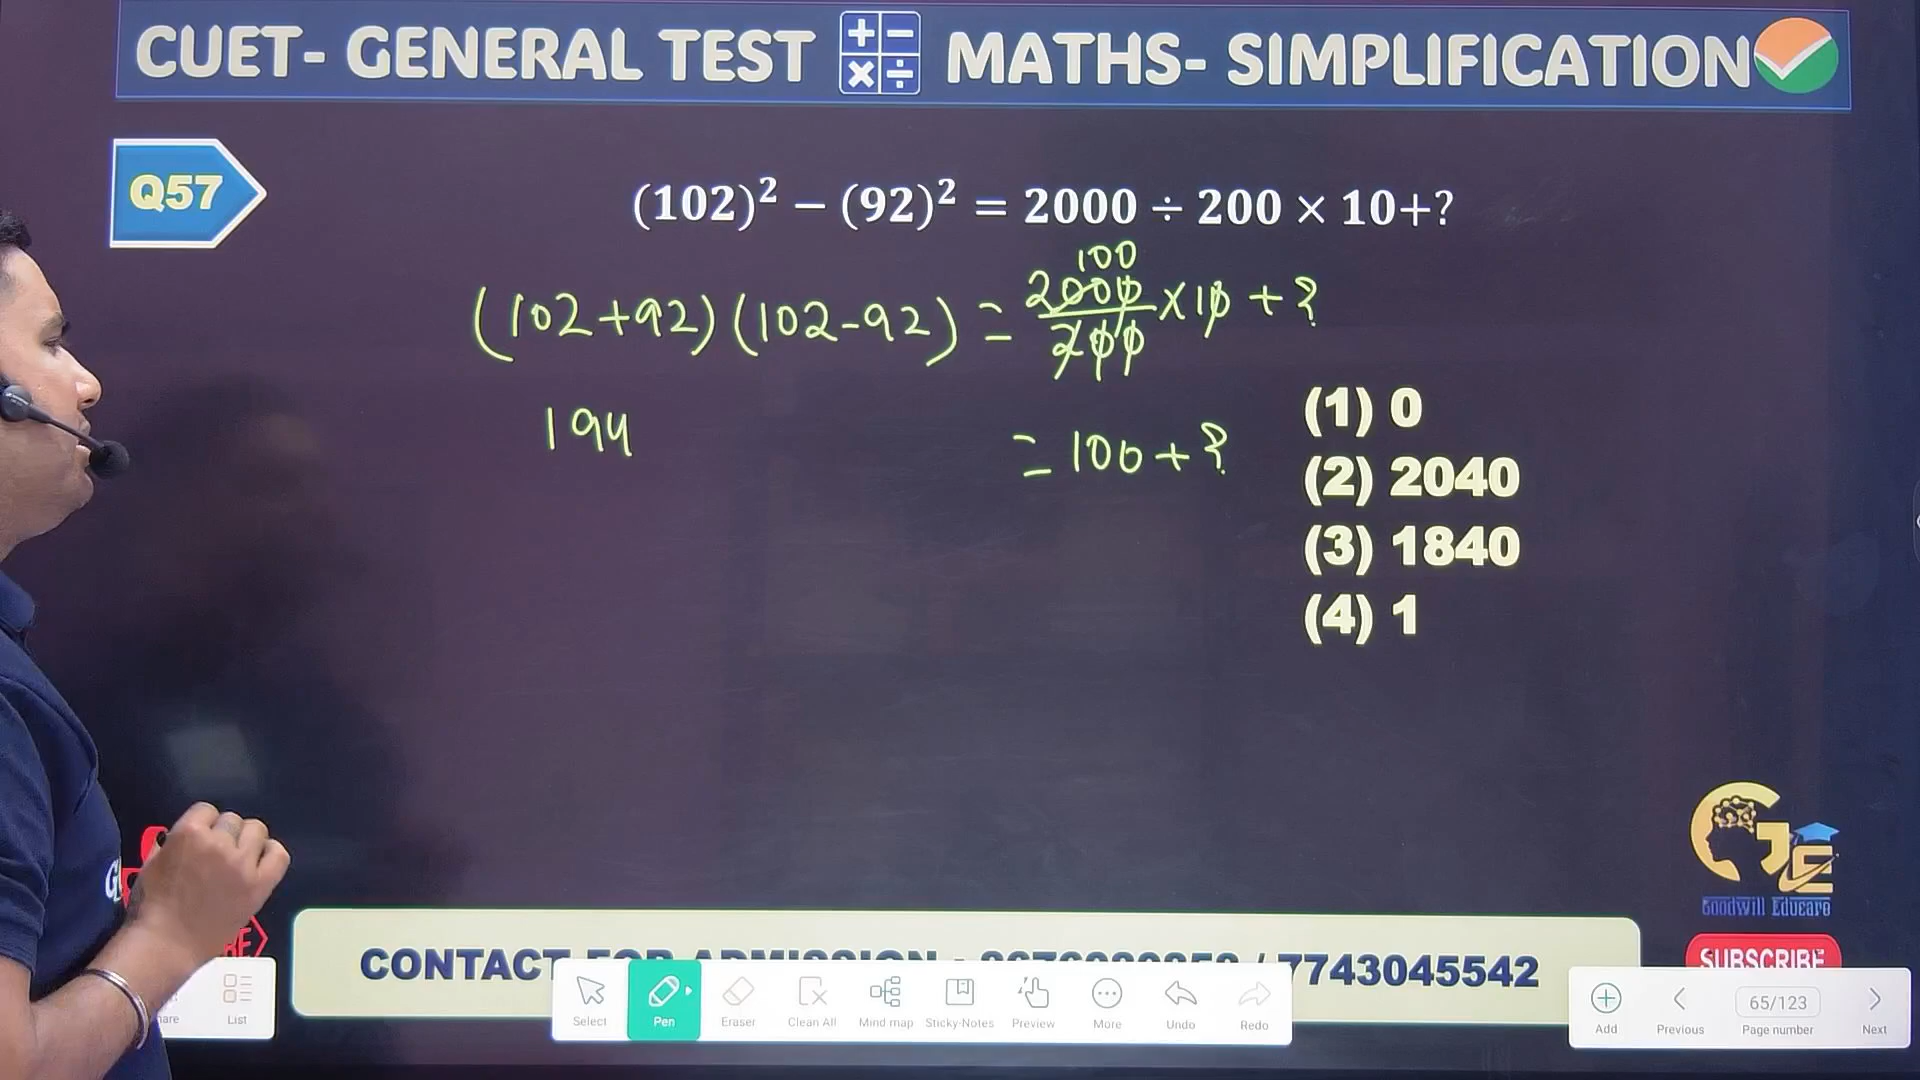 CUET- GENERAL TEST + − × ÷ MATHS- SIMPLIFICATION
Q57
(102)² − (92)² = 2000 ÷ 200 × 10+?
100
(102+92)(102-92) = 2000/200 ×10 + ?
194
= 100 + ?
(1) 0
(2) 2040
(3) 1840
(4) 1
GE
Goodwill Educare
SUBSCRIBE
CONTACT FOR ADMISSION : / 7743045542
List
Select
Pen
Eraser
Clean All
Mind map
Sticky-Notes
Preview
More
Undo
Redo
Add
Previous
65/123
Page number
Next